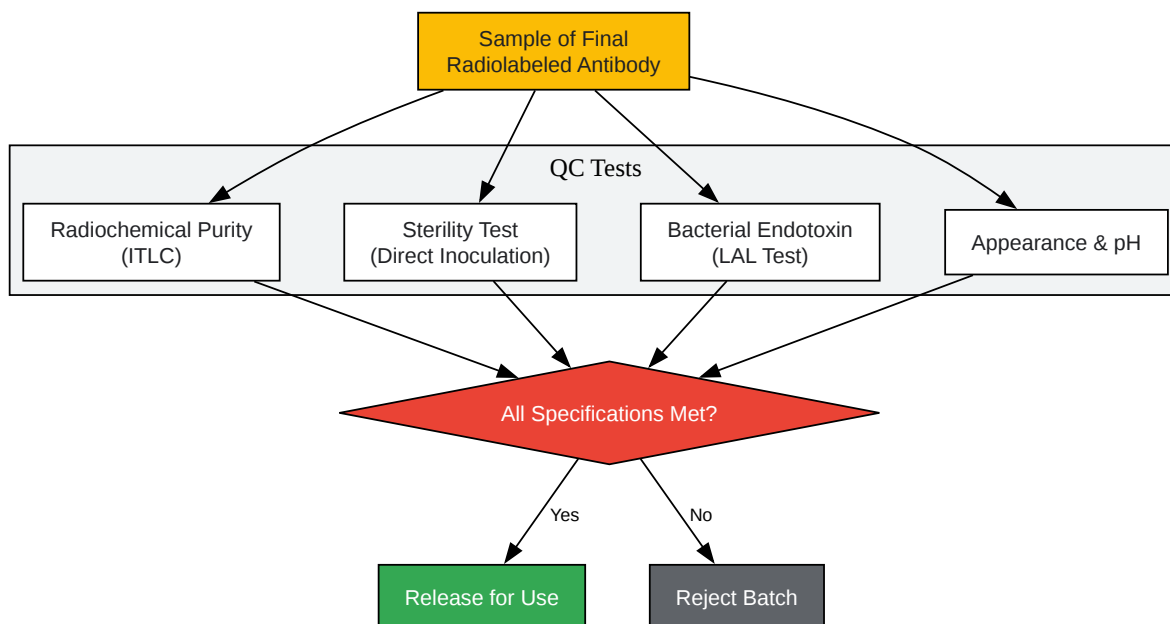 Sample of Final
Radiolabeled Antibody
QC Tests
Radiochemical Purity
(ITLC)
Sterility Test
(Direct Inoculation)
Bacterial Endotoxin
(LAL Test)
Appearance & pH
All Specifications Met?
Yes
No
Release for Use
Reject Batch